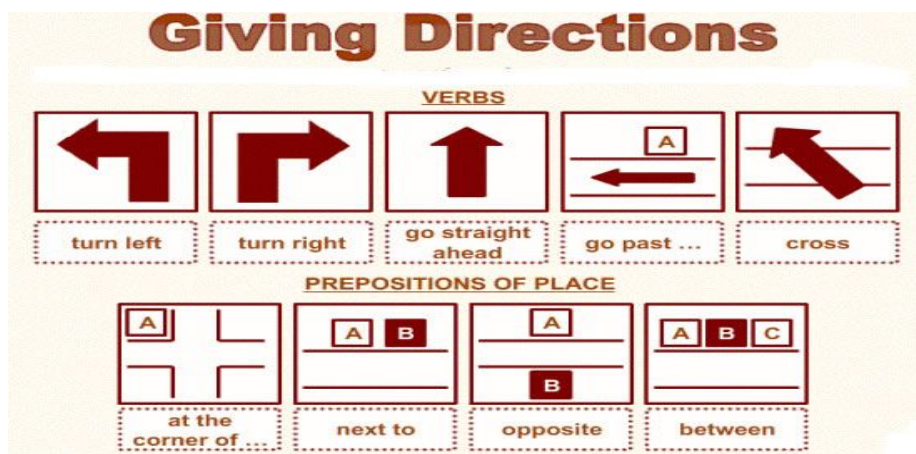 Giving Directions
VERBS
A
turn left
turn right
go straight
ahead
go past ...
cross
PREPOSITIONS OF PLACE
A
A B
A
B
A B C
at the
corner of ...
next to
opposite
between